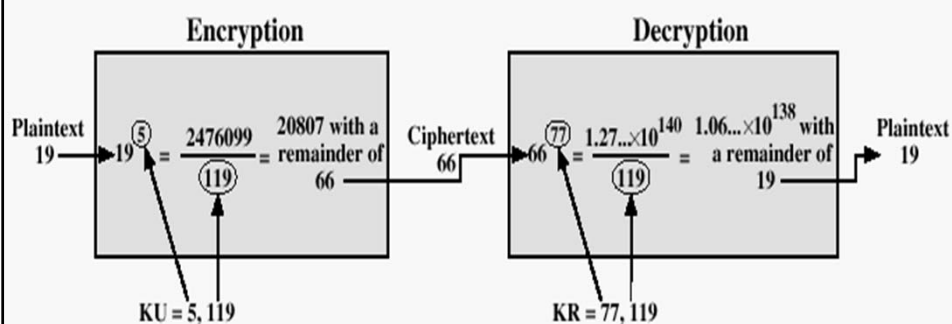 Encryption
Decryption
Plaintext
19
19 5 = 2476099 / 119 = 20807 with a remainder of 66
Ciphertext
66
66 77 = 1.27...×10 140 / 119 = 1.06...×10 138 with a remainder of 19
Plaintext
19
KU = 5, 119
KR = 77, 119